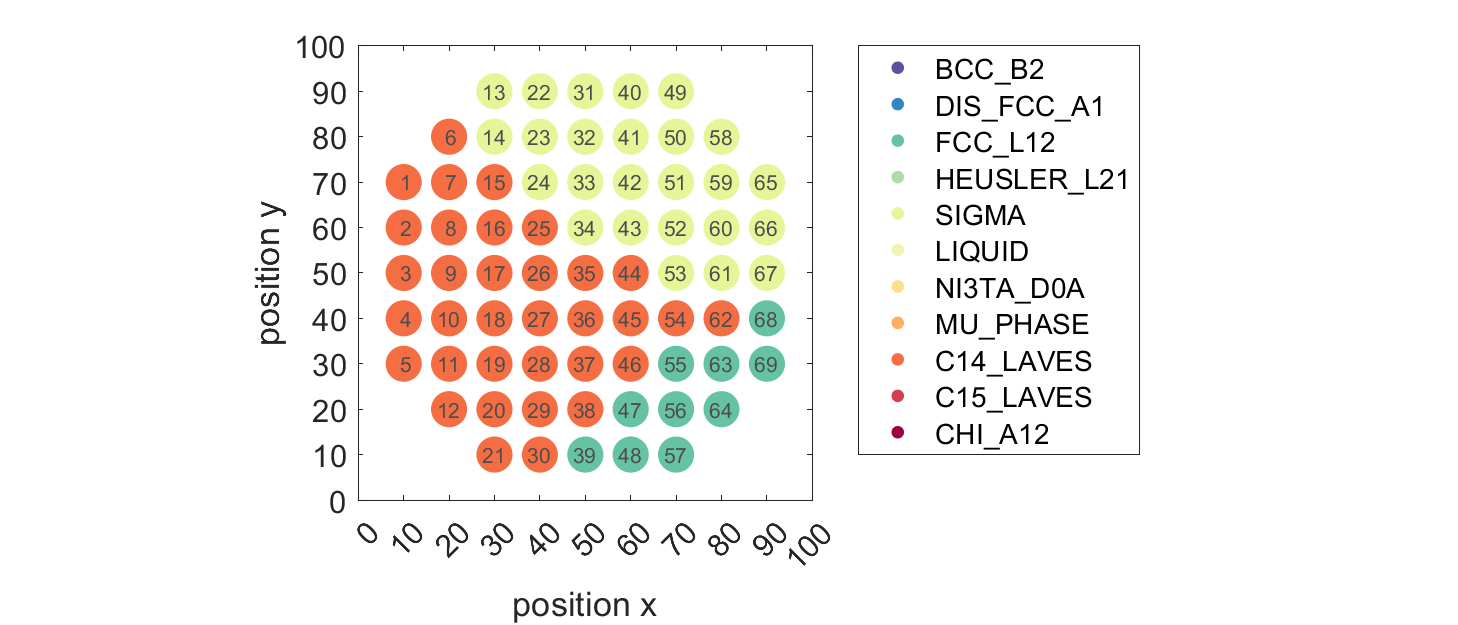 100
90
80
70
60
50
40
30
20
10
0
position y
13 22 31 40 49
6 14 23 32 41 50 58
1 7 15 24 33 42 51 59 65
2 8 16 25 34 43 52 60 66
3 9 17 26 35 44 53 61 67
4 10 18 27 36 45 54 62 68
5 11 19 28 37 46 55 63 69
12 20 29 38 47 56 64
21 30 39 48 57
0 10 20 30 40 50 60 70 80 90 100
position x
BCC_B2
DIS_FCC_A1
FCC_L12
HEUSLER_L21
SIGMA
LIQUID
NI3TA_D0A
MU_PHASE
C14_LAVES
C15_LAVES
CHI_A12